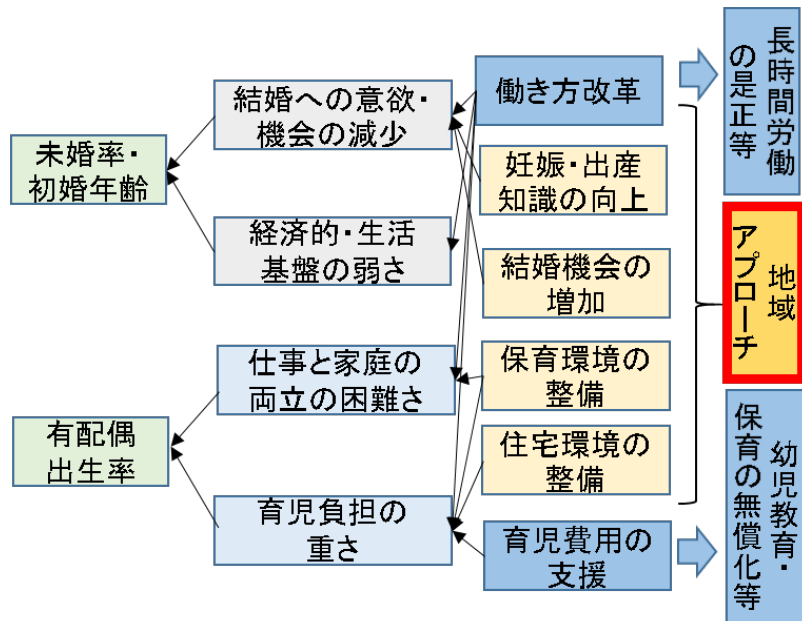 未婚率・
初婚年齢
有配偶
出生率
結婚への意欲・
機会の減少
経済的・生活
基盤の弱さ
仕事と家庭の
両立の困難さ
育児負担の
重さ
働き方改革
妊娠・出産
知識の向上
結婚機会の
増加
保育環境の
整備
住宅環境の
整備
育児費用の
支援
長時間労働
の是正等
地域
アプローチ
幼児教育・
保育の無償化等